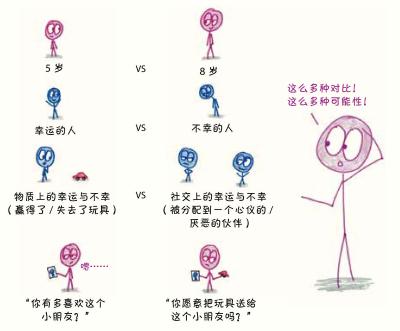 5 岁 VS 8 岁
这么多种对比！
这么多种可能性！
幸运的人 VS 不幸的人
物质上的幸运与不幸 VS 社交上的幸运与不幸
（赢得了/失去了玩具） （被分配到一个心仪的/
厌恶的伙伴）
嗯……
“你有多喜欢这个 “你愿意把玩具送给
小朋友？” 这个小朋友吗？”